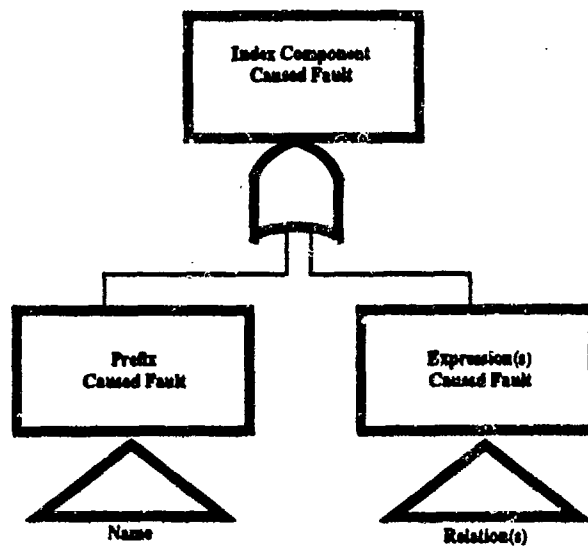 Index Component
Caused Fault
Prefix
Caused Fault
Expression(s)
Caused Fault
Name
Relation(s)